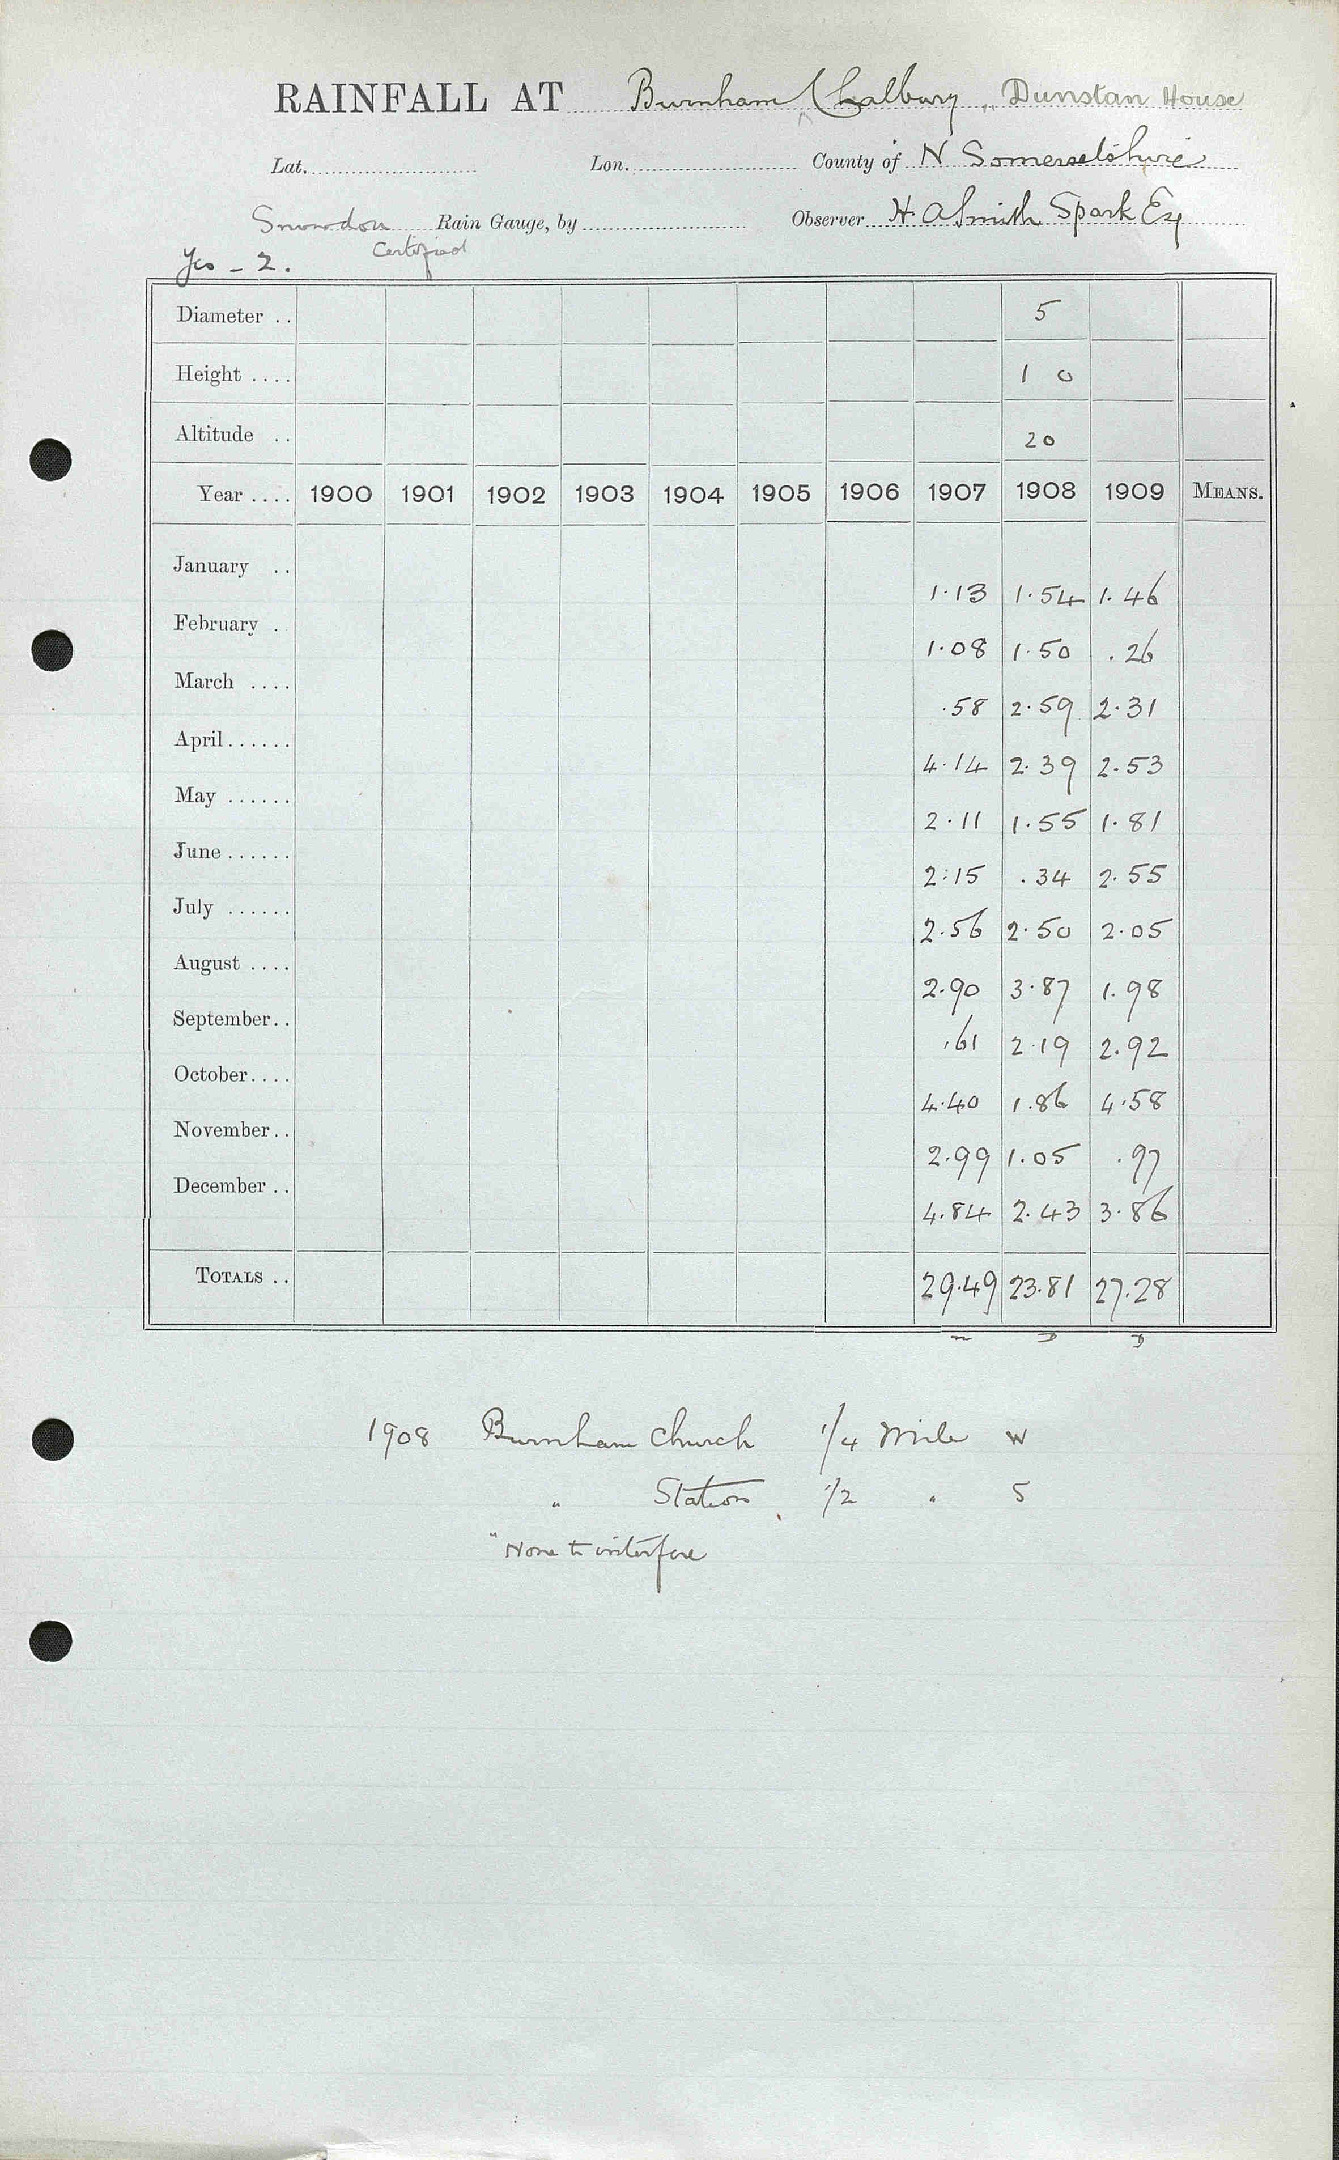 RAINFALL AT Burnham Chalbury, Dunstan House
Lat. Lon. County of N Somersetshire
Snowdon Rain Gauge, by Observer H. A Smith Spark Esq
Yes - 2. Certified
Diameter .. 5
Height .... 1 0
Altitude .. 20
Year .... 1900 1901 1902 1903 1904 1905 1906 1907 1908 1909 MEANS.
January .. 1.13 1.54 1.46
February . 1.08 1.50 .26
March .... .58 2.59 2.31
April...... 4.14 2.39 2.53
May ...... 2.11 1.55 1.81
June ...... 2.15 .34 2.55
July ...... 2.56 2.50 2.05
August .... 2.90 3.87 1.98
September.. .61 2.19 2.92
October.... 4.40 1.86 4.58
November.. 2.99 1.05 .97
December .. 4.84 2.43 3.86
TOTALS .. 29.49 23.81 27.28
1908 Burnham Church 1/4 Mile W
" Station 1/2 " S
"None to interfere